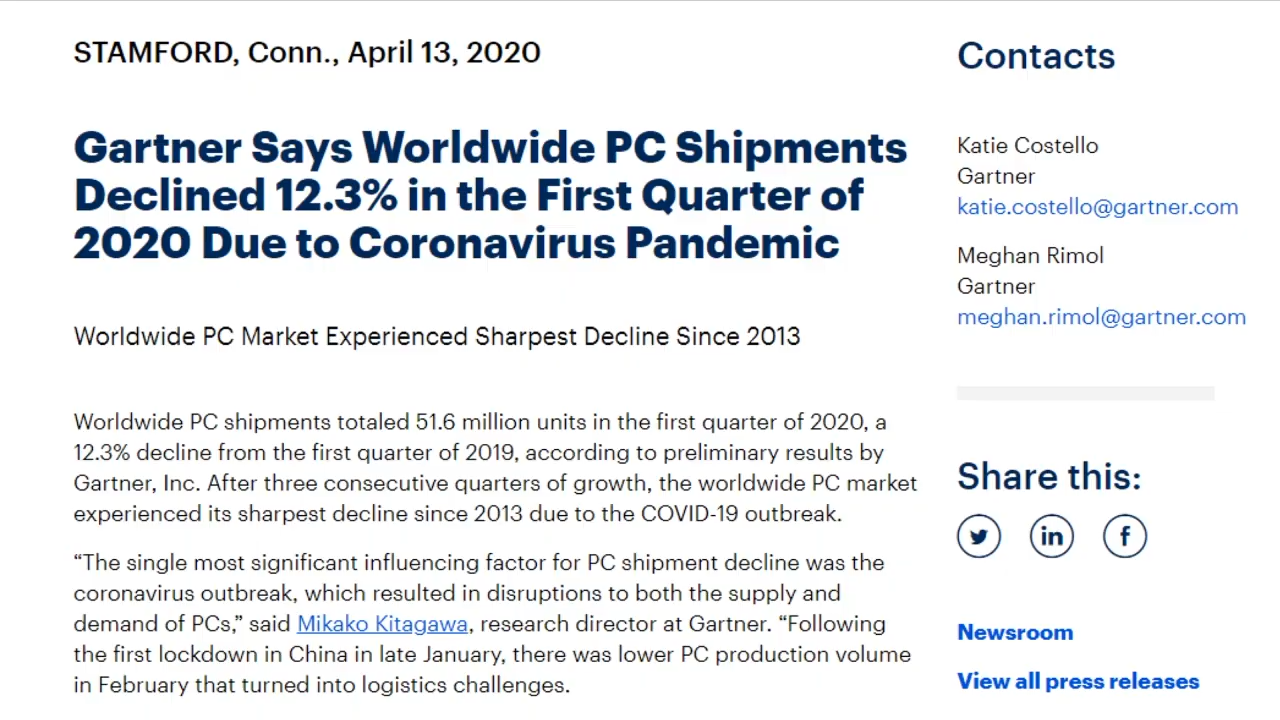 STAMFORD, Conn., April 13, 2020
Gartner Says Worldwide PC Shipments
Declined 12.3% in the First Quarter of
2020 Due to Coronavirus Pandemic
Worldwide PC Market Experienced Sharpest Decline Since 2013
Worldwide PC shipments totaled 51.6 million units in the first quarter of 2020, a
12.3% decline from the first quarter of 2019, according to preliminary results by
Gartner, Inc. After three consecutive quarters of growth, the worldwide PC market
experienced its sharpest decline since 2013 due to the COVID-19 outbreak.
“The single most significant influencing factor for PC shipment decline was the
coronavirus outbreak, which resulted in disruptions to both the supply and
demand of PCs,” said Mikako Kitagawa, research director at Gartner. “Following
the first lockdown in China in late January, there was lower PC production volume
in February that turned into logistics challenges.
Contacts
Katie Costello
Gartner
katie.costello@gartner.com
Meghan Rimol
Gartner
meghan.rimol@gartner.com
Share this:
in
f
Newsroom
View all press releases